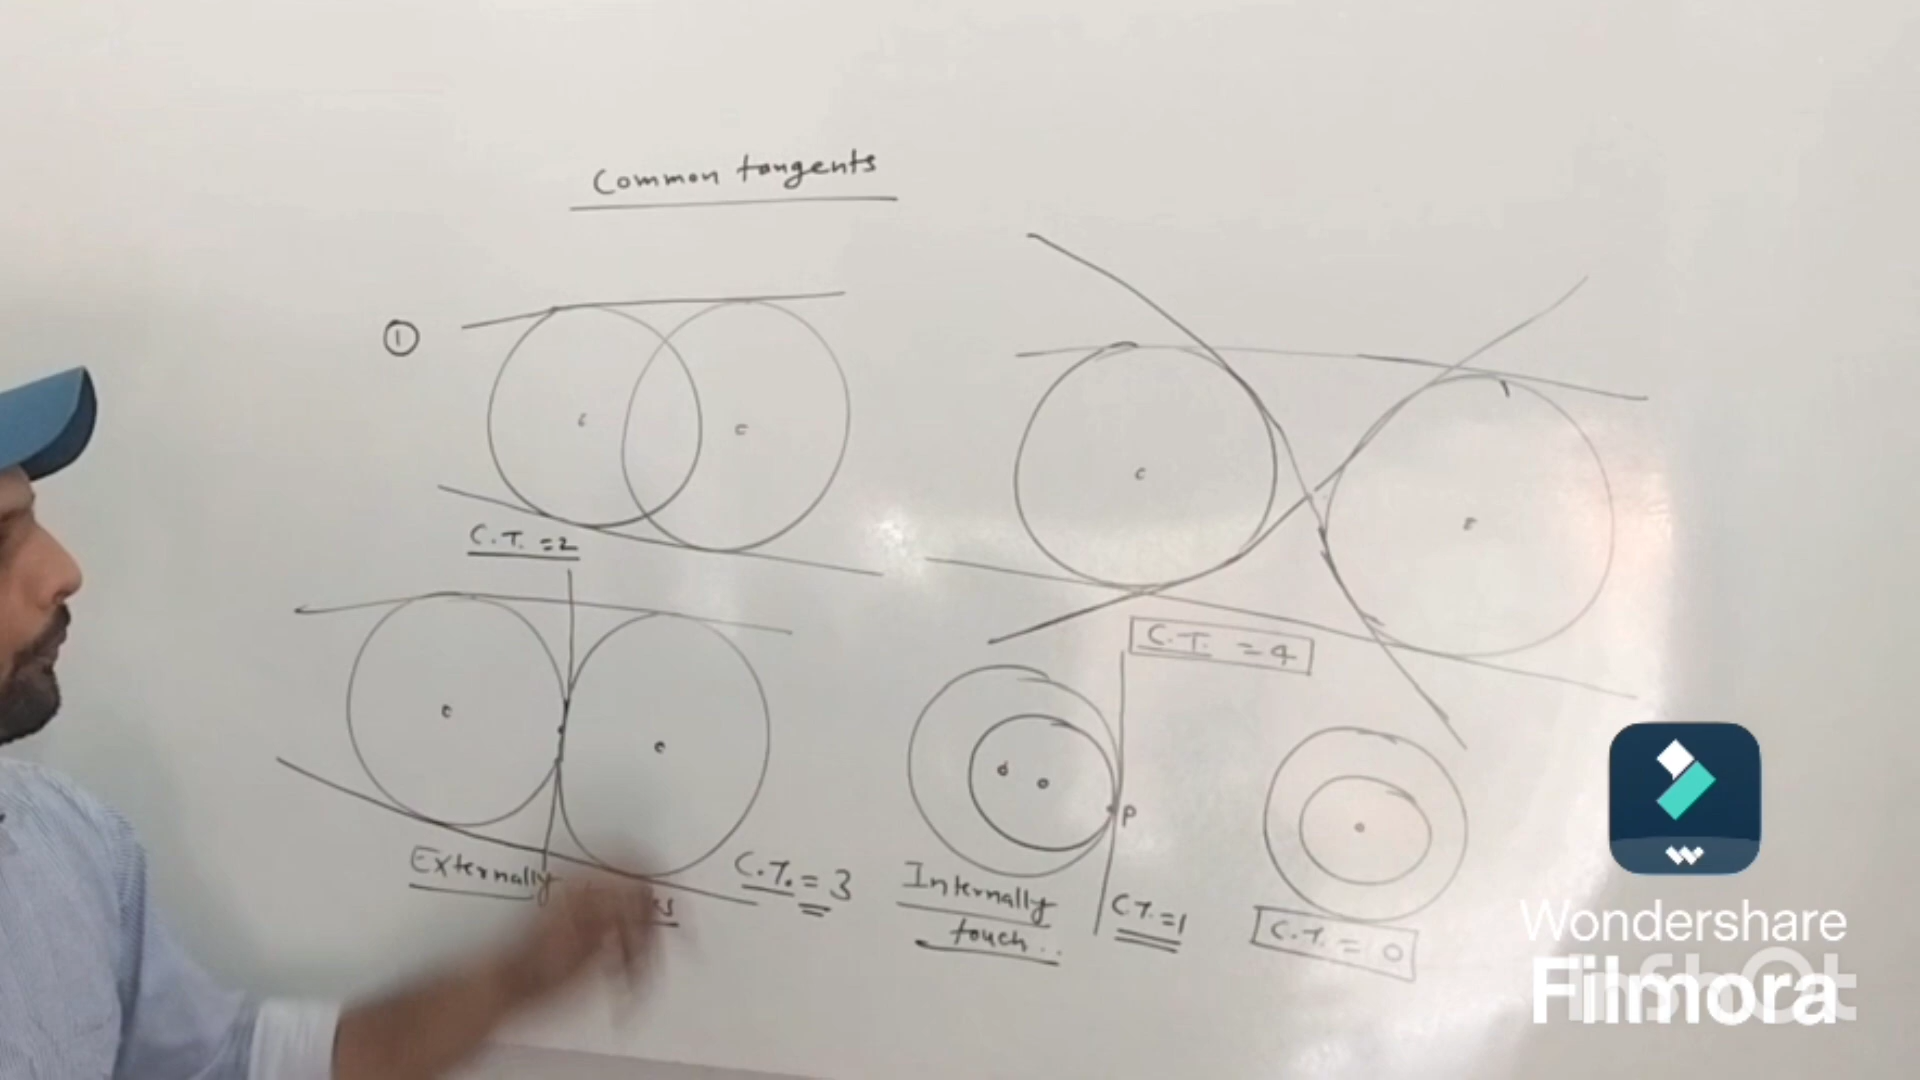 Common tangents
①
C
C
C.T. = 2
C
C.T. = 4
C
Externally
C.T. = 3
P
Internally
touch..
C.T. = 1
C.T. = 0
Wondershare
Filmora